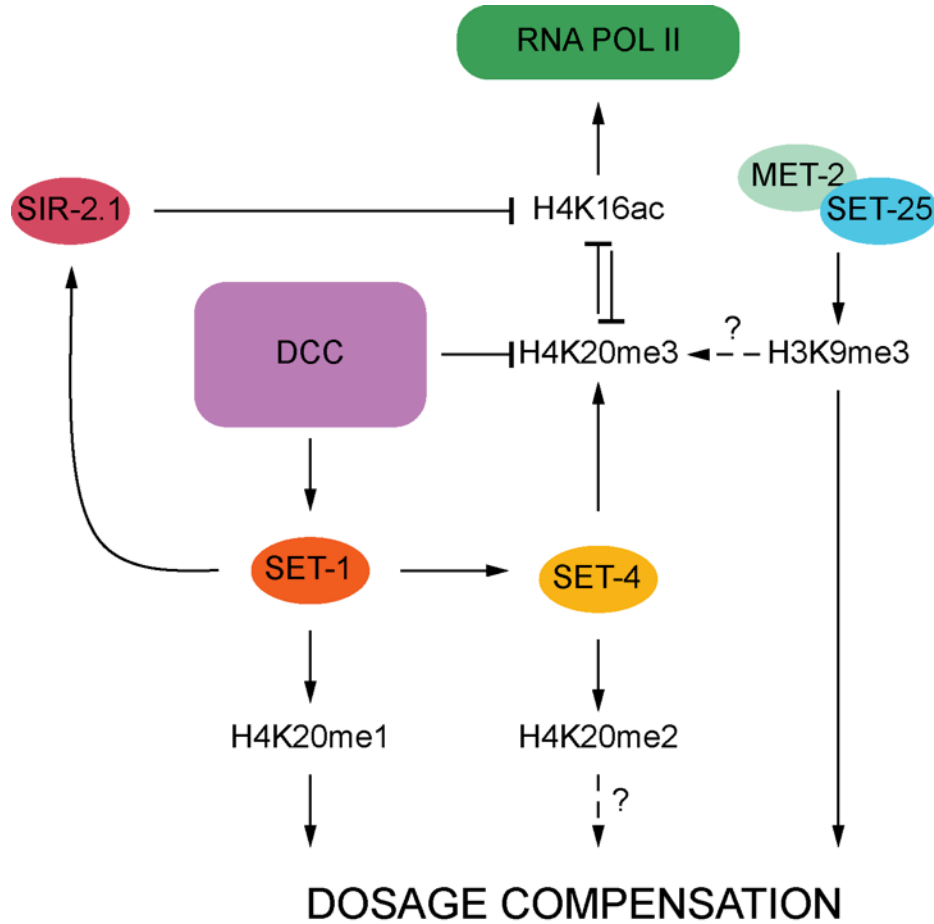 RNA POL II
MET-2
SIR-2.1
H4K16ac
SET-25
?
DCC
H4K20me3
H3K9me3
SET-1
SET-4
H4K20me1
H4K20me2
?
DOSAGE COMPENSATION